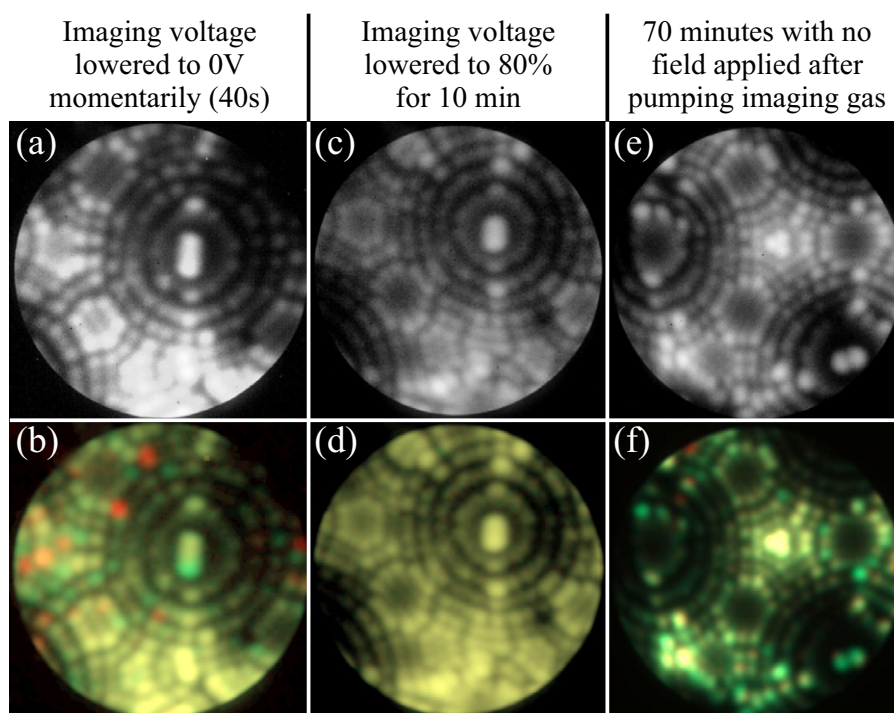 Imaging voltage
lowered to 0V
momentarily (40s)
Imaging voltage
lowered to 80%
for 10 min
70 minutes with no
field applied after
pumping imaging gas
(a)
(c)
(e)
(b)
(d)
(f)